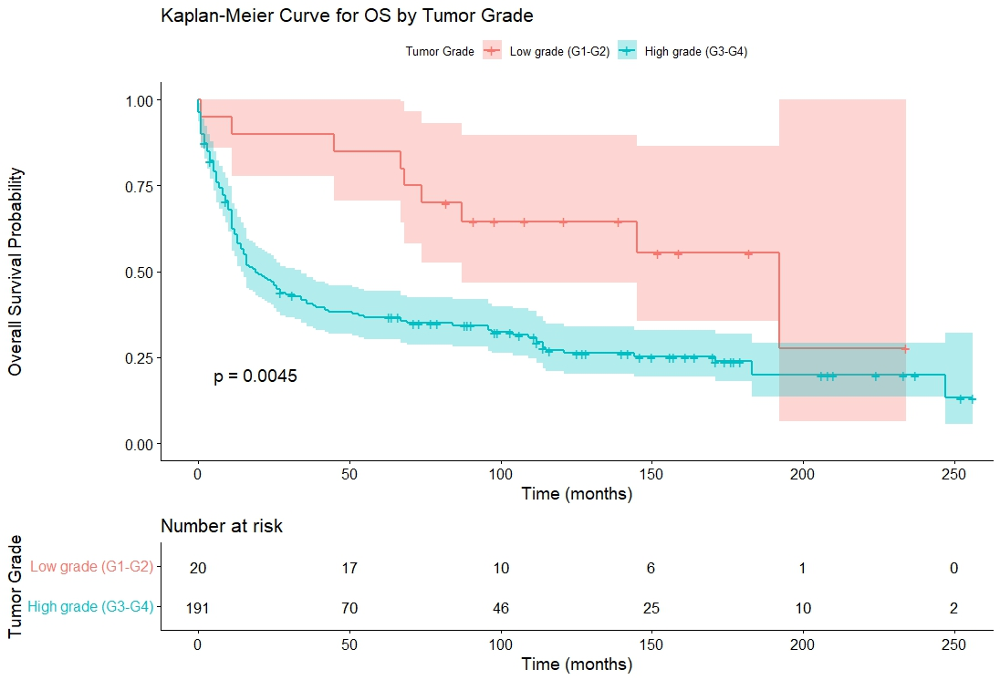 Kaplan-Meier Curve for OS by Tumor Grade
Tumor Grade Low grade (G1-G2) High grade (G3-G4)
Overall Survival Probability
1.00
0.75
0.50
0.25
0.00
p = 0.0045
0 50 100 150 200 250
Time (months)
Number at risk
Tumor Grade
Low grade (G1-G2) 20 17 10 6 1 0
High grade (G3-G4) 191 70 46 25 10 2
0 50 100 150 200 250
Time (months)